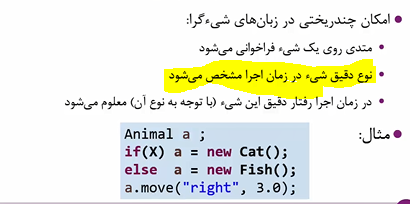 امکان چندریختی در زبان‌های شیءگرا:
متدی روی یک شیء فراخوانی می‌شود
نوع دقیق شیء در زمان اجرا مشخص می‌شود
در زمان اجرا رفتار دقیق این شیء (با توجه به نوع آن) معلوم می‌شود
مثال:
Animal a ;
if(X) a = new Cat();
else  a = new Fish();
a.move("right", 3.0);